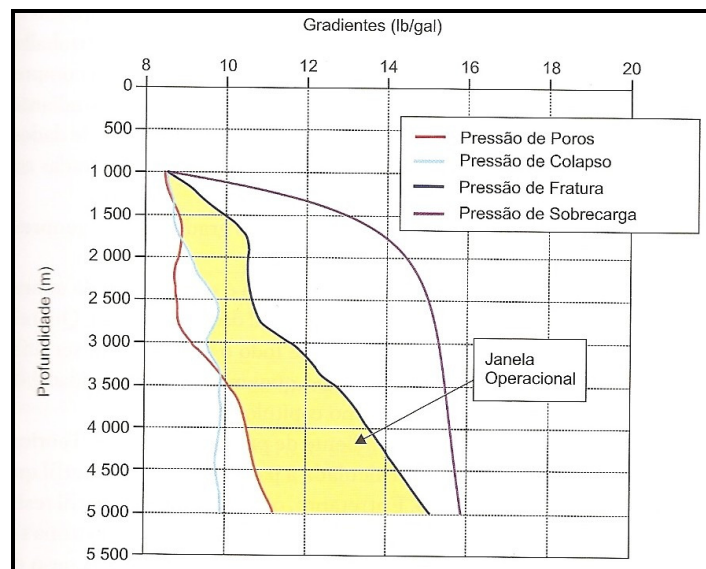 Gradientes (lb/gal)
8 10 12 14 16 18 20
0
500
1 000
1 500
2 000
2 500
3 000
3 500
4 000
4 500
5 000
5 500
Profundidade (m)
Pressão de Poros
Pressão de Colapso
Pressão de Fratura
Pressão de Sobrecarga
Janela
Operacional